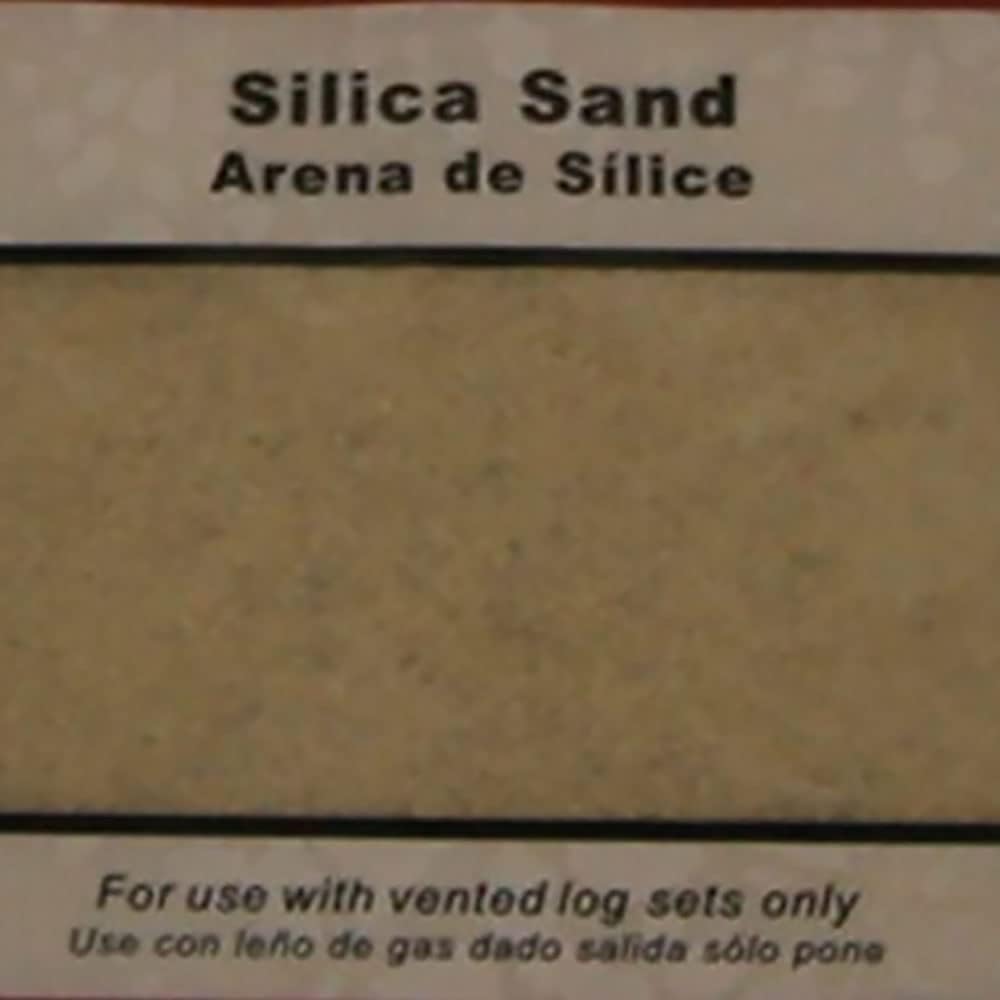 Silica Sand
Arena de Sílice
For use with vented log sets only
Use con leño de gas dado salida sólo pone